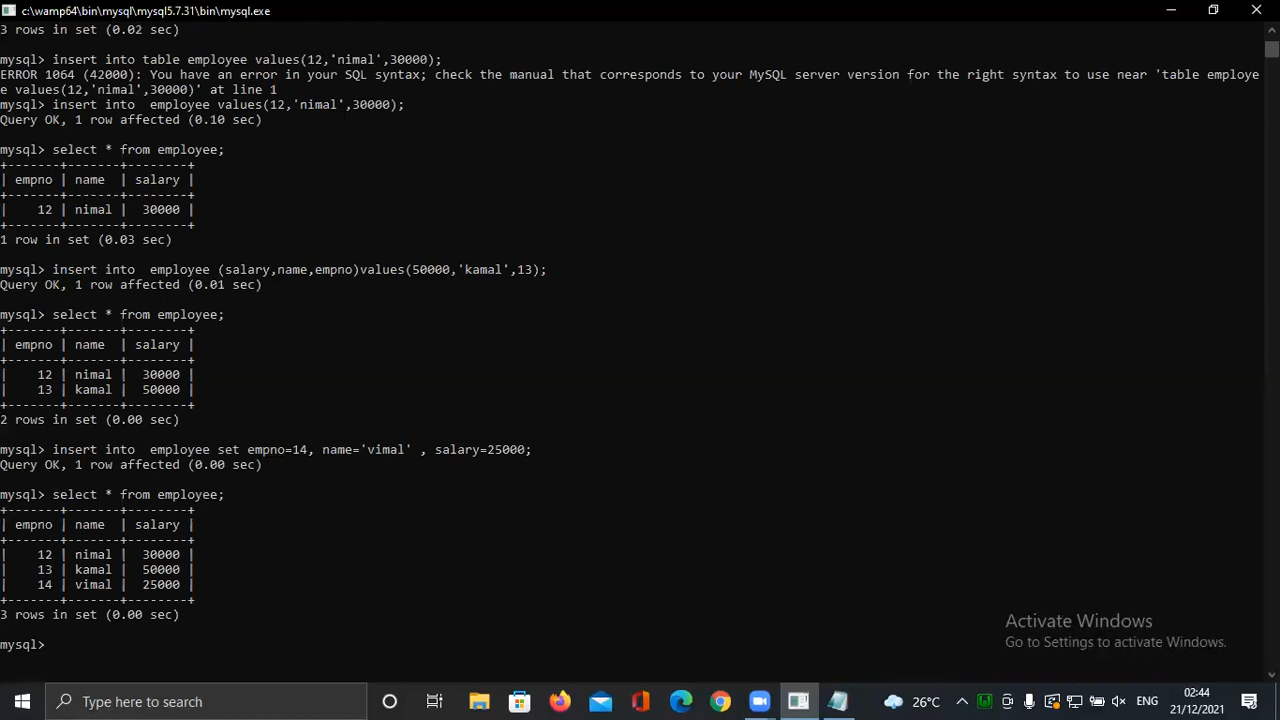 c:\wamp64\bin\mysql\mysql5.7.31\bin\mysql.exe
3 rows in set (0.02 sec)
mysql> insert into table employee values(12,'nimal',30000);
ERROR 1064 (42000): You have an error in your SQL syntax; check the manual that corresponds to your MySQL server version for the right syntax to use near 'table employe
e values(12,'nimal',30000)' at line 1
mysql> insert into  employee values(12,'nimal',30000);
Query OK, 1 row affected (0.10 sec)
mysql> select * from employee;
+-------+-------+--------+
| empno | name  | salary |
+-------+-------+--------+
|    12 | nimal |  30000 |
+-------+-------+--------+
1 row in set (0.03 sec)
mysql> insert into  employee (salary,name,empno)values(50000,'kamal',13);
Query OK, 1 row affected (0.01 sec)
mysql> select * from employee;
+-------+-------+--------+
| empno | name  | salary |
+-------+-------+--------+
|    12 | nimal |  30000 |
|    13 | kamal |  50000 |
+-------+-------+--------+
2 rows in set (0.00 sec)
mysql> insert into  employee set empno=14, name='vimal' , salary=25000;
Query OK, 1 row affected (0.00 sec)
mysql> select * from employee;
+-------+-------+--------+
| empno | name  | salary |
+-------+-------+--------+
|    12 | nimal |  30000 |
|    13 | kamal |  50000 |
|    14 | vimal |  25000 |
+-------+-------+--------+
3 rows in set (0.00 sec)
mysql>
Activate Windows
Go to Settings to activate Windows.
Type here to search
26°C
ENG
02:44
21/12/2021